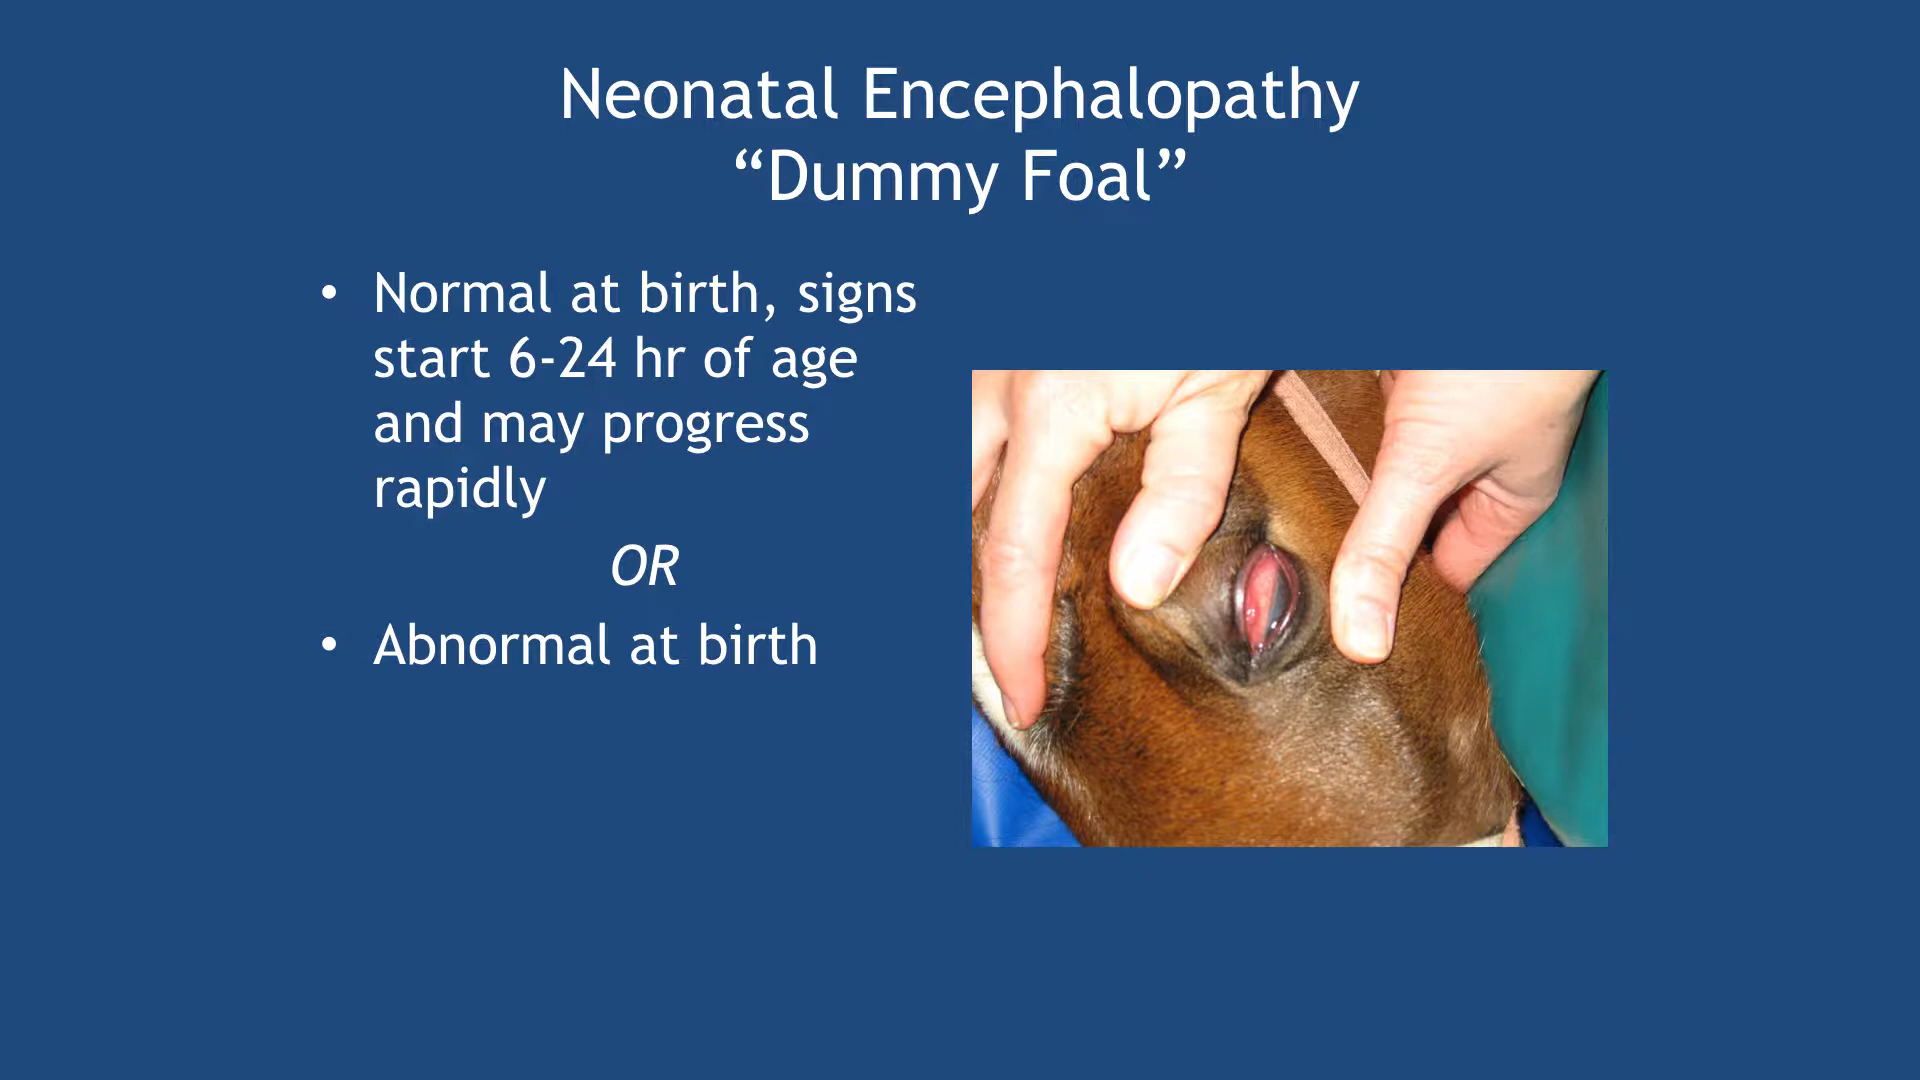 Neonatal Encephalopathy
“Dummy Foal”
• Normal at birth, signs
start 6-24 hr of age
and may progress
rapidly
OR
• Abnormal at birth